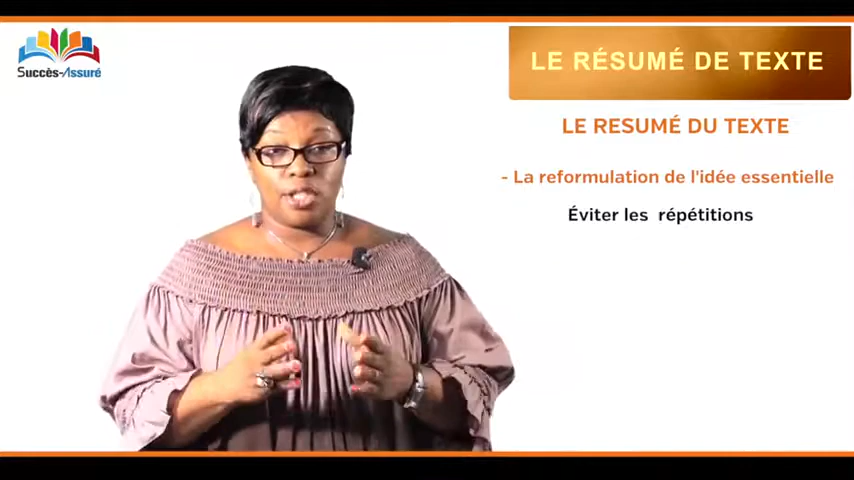 Succès-Assuré
LE RÉSUMÉ DE TEXTE
LE RESUMÉ DU TEXTE
- La reformulation de l'idée essentielle
Éviter les répétitions